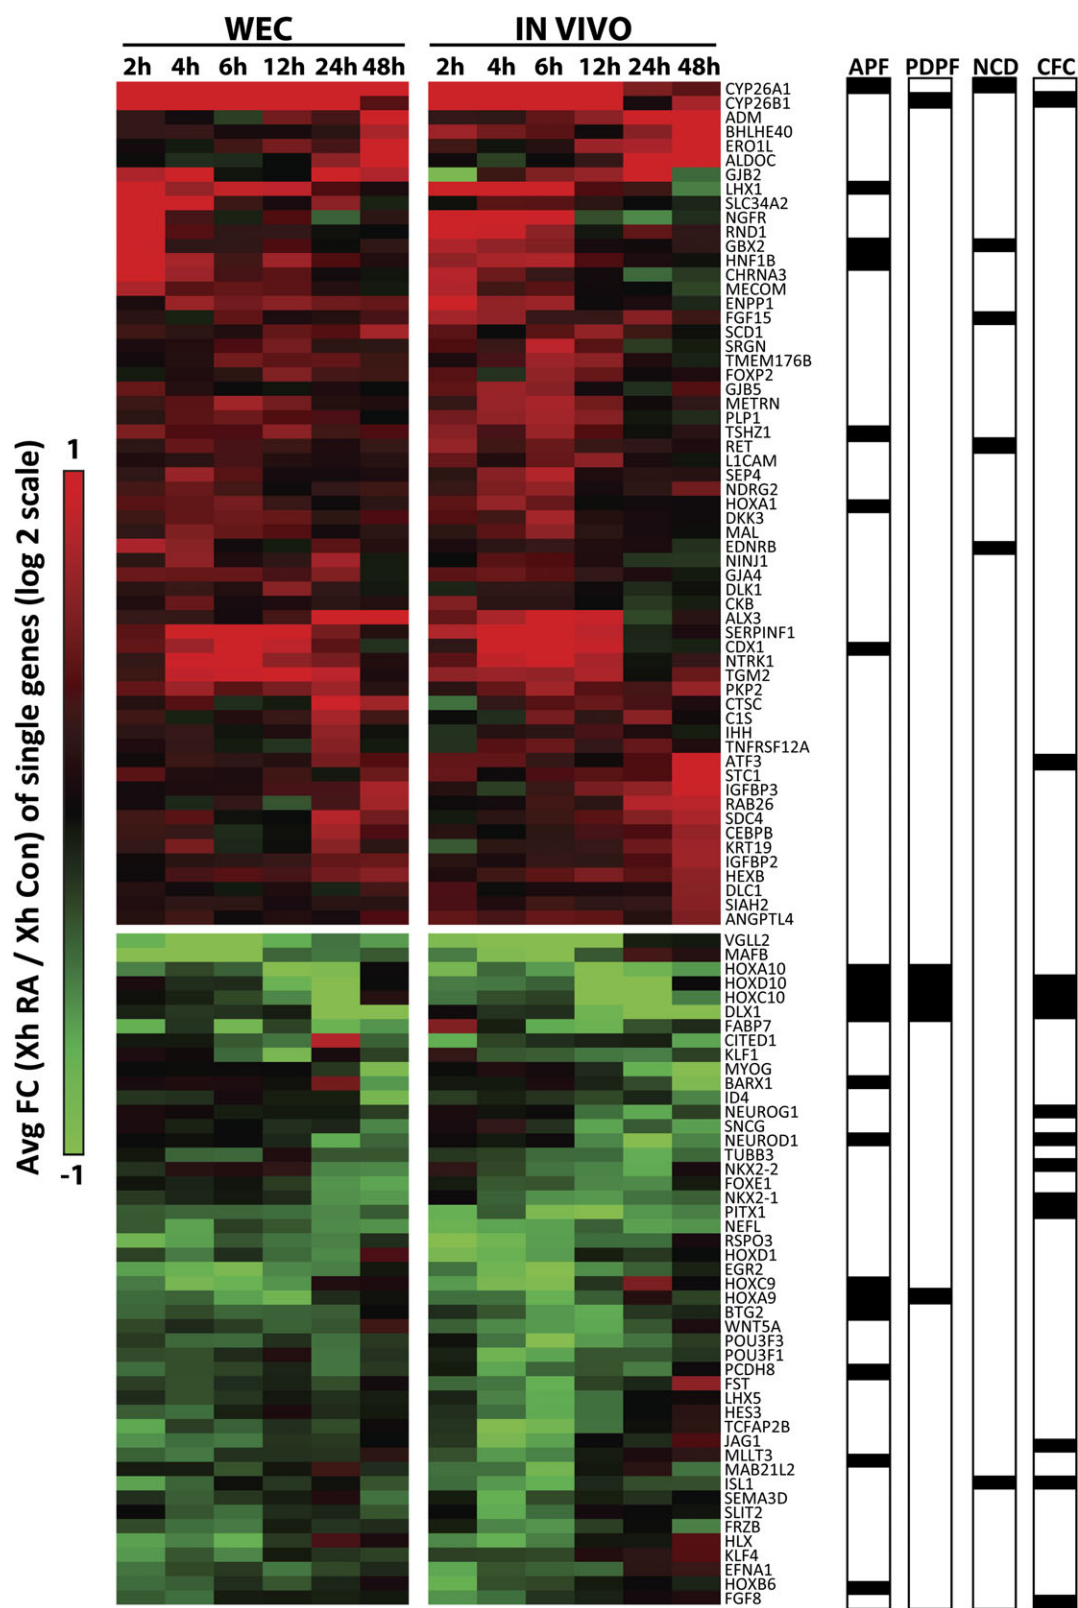 WEC IN VIVO
2h 4h 6h 12h 24h 48h 2h 4h 6h 12h 24h 48h APF PDPF NCD CFC
CYP26A1
CYP26B1
ADM
BHLHE40
ERO1L
ALDOC
GJB2
LHX1
SLC34A2
NGFR
RND1
GBX2
HNF1B
CHRNA3
MECOM
ENPP1
FGF15
SCD1
SRGN
TMEM176B
FOXP2
GJB5
METRN
PLP1
TSHZ1
RET
L1CAM
SEP4
NDRG2
HOXA1
DKK3
MAL
EDNRB
NINJ1
GJA4
DLK1
CKB
ALX3
SERPINF1
CDX1
NTRK1
TGM2
PKP2
CTSC
C1S
IHH
TNFRSF12A
ATF3
STC1
IGFBP3
RAB26
SDC4
CEBPB
KRT19
IGFBP2
HEXB
DLC1
SIAH2
ANGPTL4
VGLL2
MAFB
HOXA10
HOXD10
HOXC10
DLX1
FABP7
CITED1
KLF1
MYOG
BARX1
ID4
NEUROG1
SNCG
NEUROD1
TUBB3
NKX2-2
FOXE1
NKX2-1
PITX1
NEFL
RSPO3
HOXD1
EGR2
HOXC9
HOXA9
BTG2
WNT5A
POU3F3
POU3F1
PCDH8
FST
LHX5
HES3
TCFAP2B
JAG1
MLLT3
MAB21L2
ISL1
SEMA3D
SLIT2
FRZB
HLX
KLF4
EFNA1
HOXB6
FGF8
Avg FC (Xh RA / Xh Con) of single genes (log 2 scale)
1
-1